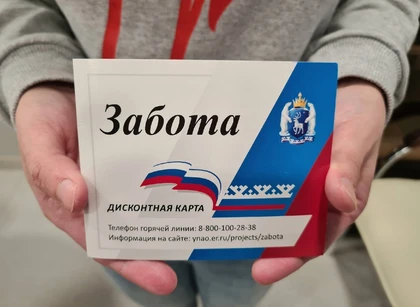 Забота
ДИСКОНТНАЯ КАРТА
Телефон горячей линии: 8-800-100-28-38
Информация на сайте: ynao.er.ru/projects/zabota